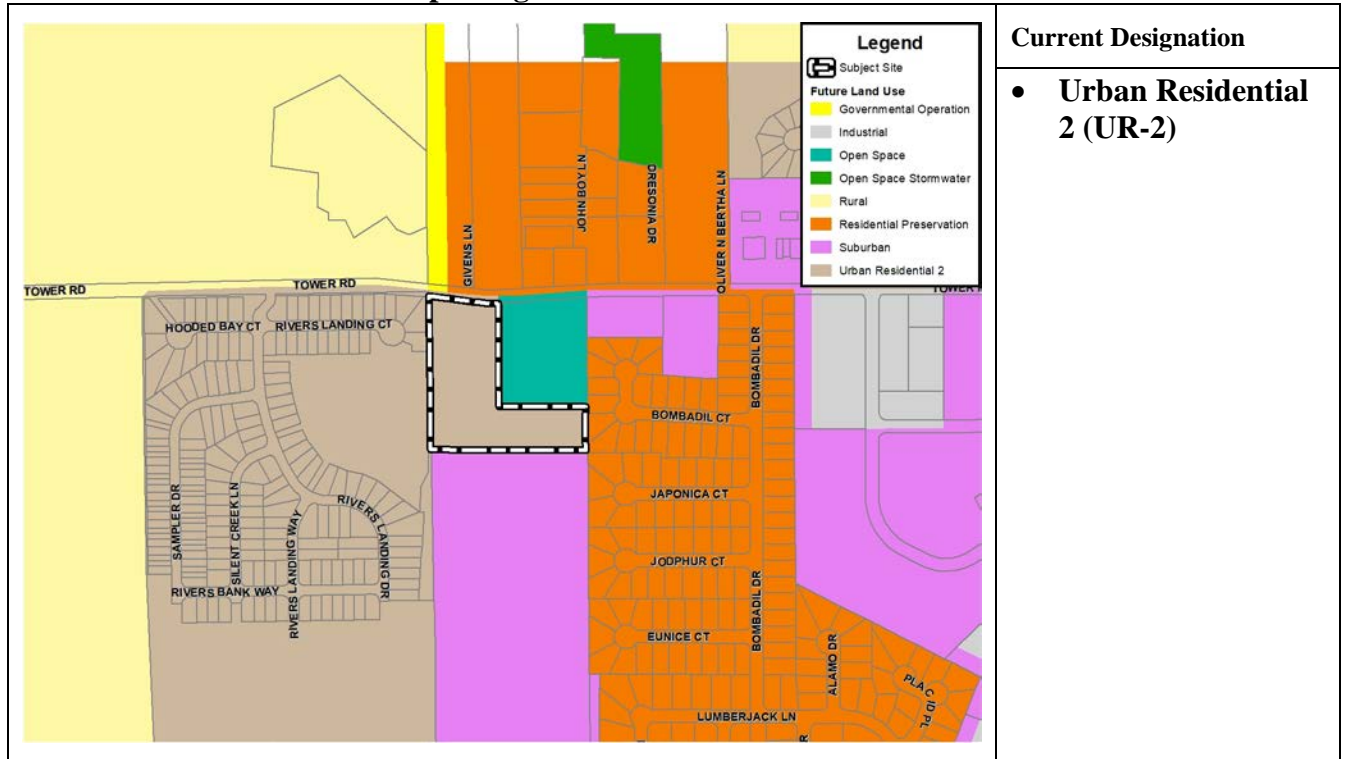 Legend
Subject Site
Future Land Use
Governmental Operation
Industrial
Open Space
Open Space Stormwater
Rural
Residential Preservation
Suburban
Urban Residential 2
GIVENS LN
JOHN BOY LN
ORESONIA DR
OLIVER N BERTHA LN
TOWER RD
TOWER RD
HOODED BAY CT
RIVERS LANDING CT
BOMBADIL DR
BOMBADIL CT
SAMPLER DR
SILENT CREEK LN
RIVERS LANDING WAY
RIVERS LANDING DR
RIVERS BANK WAY
JAPONICA CT
JODPHUR CT
BOMBADIL DR
EUNICE CT
ALAMO DR
PLACID PL
LUMBERJACK LN
Current Designation
• Urban Residential
2 (UR-2)